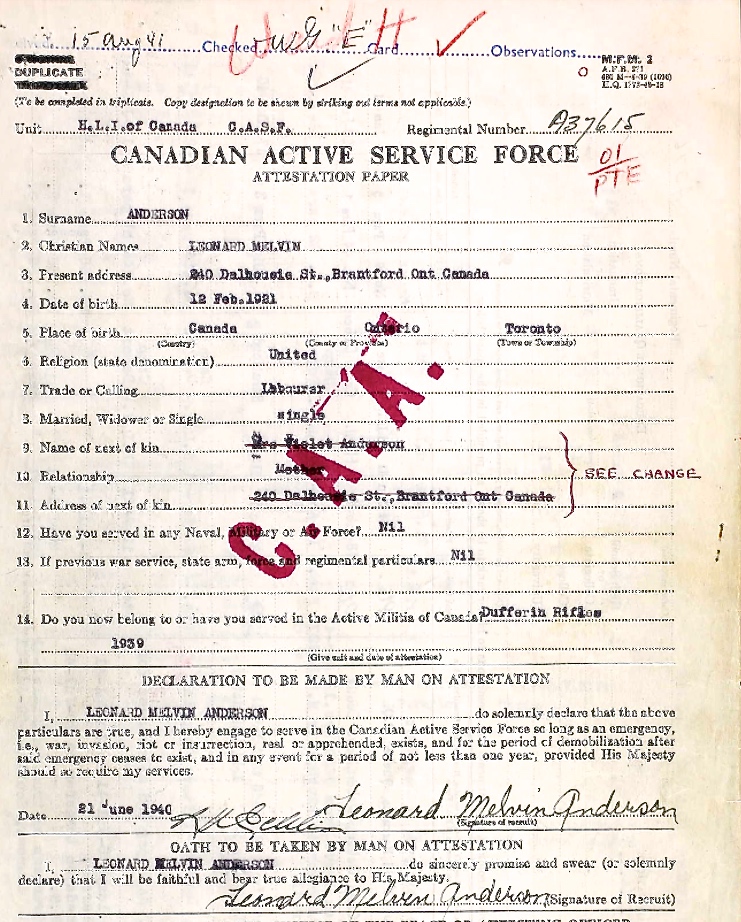 15 Aug 41 Checked WS "E" Card Observations
DUPLICATE
M.F.M. 2
A.F.B. 271
H.Q. 1772-39-18
(To be completed in triplicate. Copy designation to be shewn by striking out terms not applicable.)
Unit H.L.I.of Canada C.A.S.F. Regimental Number A37615
CANADIAN ACTIVE SERVICE FORCE
01
PTE
ATTESTATION PAPER
1. Surname ANDERSON
2. Christian Names LEONARD MELVIN
3. Present address 240 Dalhousie St.,Brantford Ont Canada
4. Date of birth 12 Feb.1921
5. Place of birth Canada Ontario Toronto
(Country) (County or Province) (Town or Township)
6. Religion (state denomination) United
7. Trade or Calling Labourer
8. Married, Widower or Single single
9. Name of next of kin Mrs Violet Anderson
10. Relationship Mother
SEE CHANGE
11. Address of next of kin 240 Dalhousie St.,Brantford Ont Canada
C.A.A.
12. Have you served in any Naval, Military or Air Force? Nil
13. If previous war service, state arm, force and regimental particulars Nil
14. Do you now belong to or have you served in the Active Militia of Canada? Dufferin Rifles
1939
(Give unit and date of attestation)
DECLARATION TO BE MADE BY MAN ON ATTESTATION
I, LEONARD MELVIN ANDERSON do solemnly declare that the above
particulars are true, and I hereby engage to serve in the Canadian Active Service Force so long as an emergency,
i.e., war, invasion, riot or insurrection, real or apprehended, exists, and for the period of demobilization after
said emergency ceases to exist, and in any event for a period of not less than one year, provided His Majesty
should so require my services.
Date 21 June 1940 Leonard Melvin Anderson
(Signature of recruit)
OATH TO BE TAKEN BY MAN ON ATTESTATION
I, LEONARD MELVIN ANDERSON do sincerely promise and swear (or solemnly
declare) that I will be faithful and bear true allegiance to His Majesty.
Leonard Melvin Anderson (Signature of Recruit)